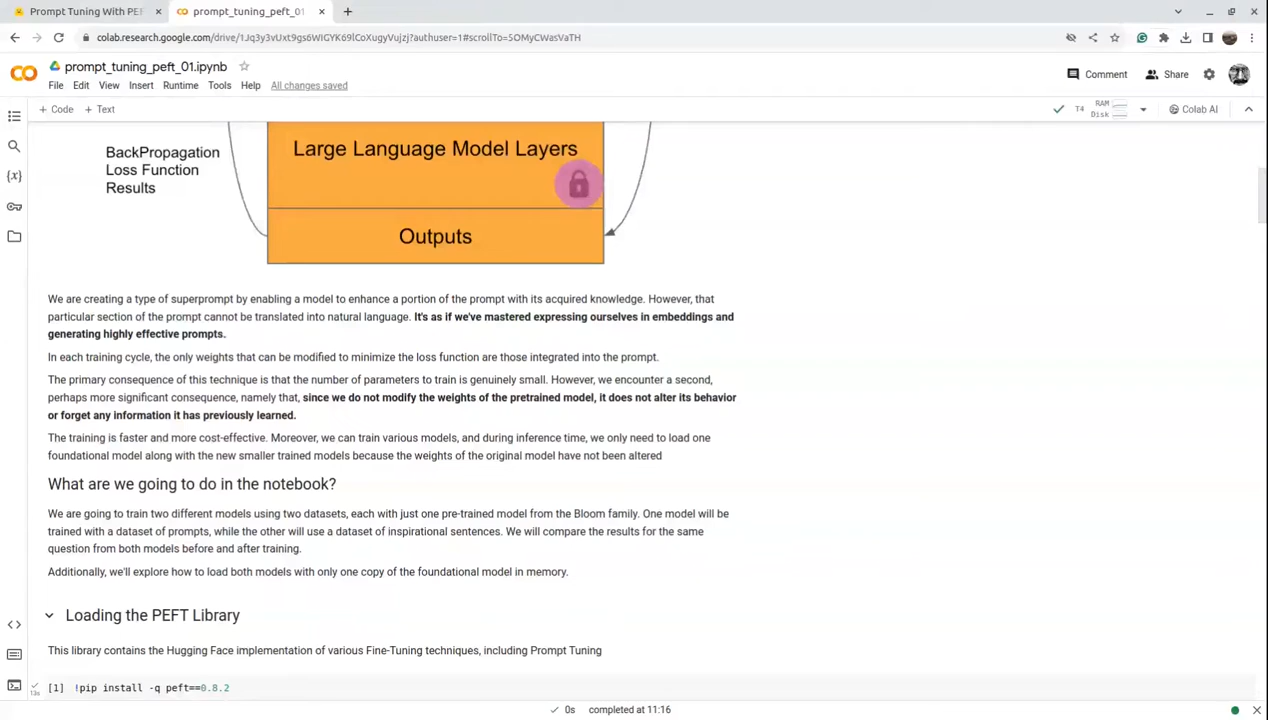 Prompt Tuning With PEF
prompt_tuning_peft_01
colab.research.google.com/drive/1Jq3y3vUxt9gs6WIGYK69lCoXugyVujzj?authuser=1#scrollTo=5OMyCWasVaTH
prompt_tuning_peft_01.ipynb
File Edit View Insert Runtime Tools Help All changes saved
Comment Share
+ Code + Text
T4 RAM Disk Colab AI
Large Language Model Layers
BackPropagation
Loss Function
Results
Outputs
We are creating a type of superprompt by enabling a model to enhance a portion of the prompt with its acquired knowledge. However, that
particular section of the prompt cannot be translated into natural language. It's as if we've mastered expressing ourselves in embeddings and
generating highly effective prompts.
In each training cycle, the only weights that can be modified to minimize the loss function are those integrated into the prompt.
The primary consequence of this technique is that the number of parameters to train is genuinely small. However, we encounter a second,
perhaps more significant consequence, namely that, since we do not modify the weights of the pretrained model, it does not alter its behavior
or forget any information it has previously learned.
The training is faster and more cost-effective. Moreover, we can train various models, and during inference time, we only need to load one
foundational model along with the new smaller trained models because the weights of the original model have not been altered
What are we going to do in the notebook?
We are going to train two different models using two datasets, each with just one pre-trained model from the Bloom family. One model will be
trained with a dataset of prompts, while the other will use a dataset of inspirational sentences. We will compare the results for the same
question from both models before and after training.
Additionally, we'll explore how to load both models with only one copy of the foundational model in memory.
Loading the PEFT Library
This library contains the Hugging Face implementation of various Fine-Tuning techniques, including Prompt Tuning
[1] !pip install -q peft==0.8.2
13s
0s completed at 11:16